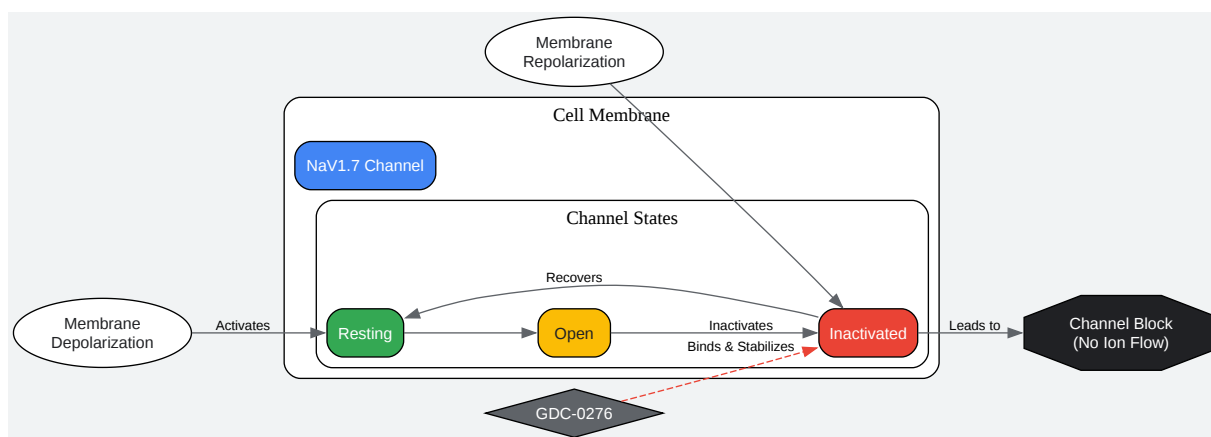 Membrane
Repolarization
Cell Membrane
NaV1.7 Channel
Channel States
Recovers
Membrane
Depolarization
Activates
Resting
Open
Inactivates
Binds & Stabilizes
Inactivated
Leads to
Channel Block
(No Ion Flow)
GDC-0276